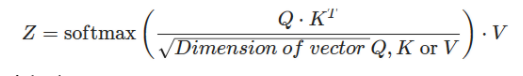 Z = softmax ( Q · K^T / √Dimension of vector Q, K or V ) · V